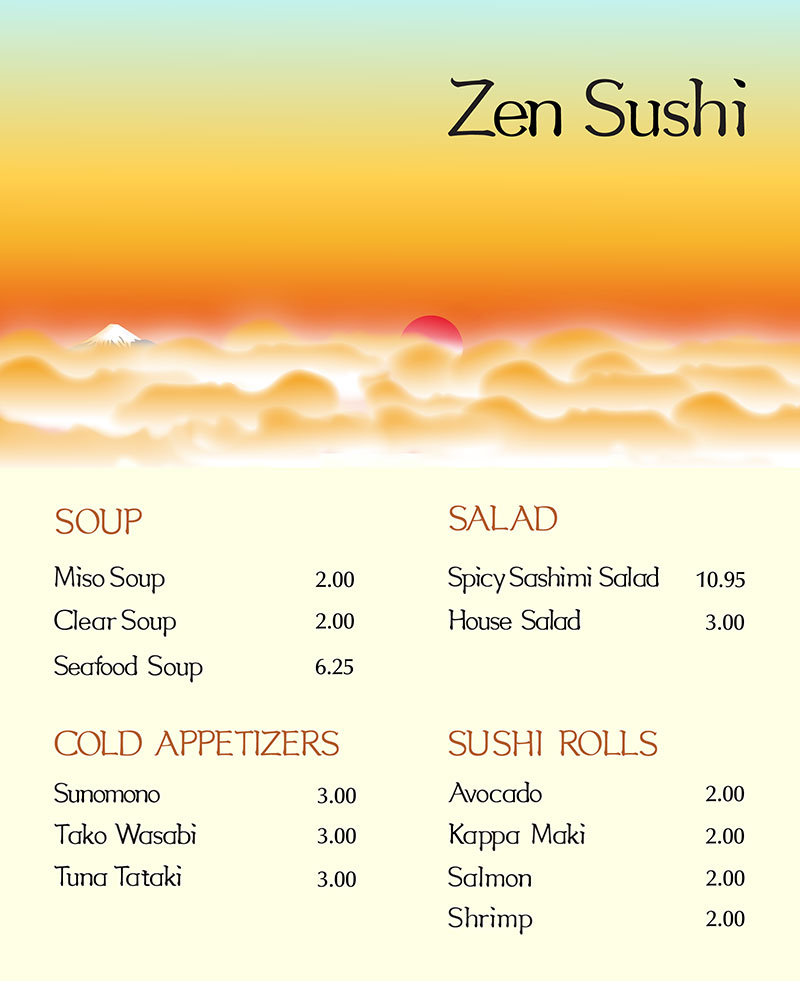 Zen Sushi
SOUP
Miso Soup 2.00
Clear Soup 2.00
Seafood Soup 6.25
SALAD
Spicy Sashimi Salad 10.95
House Salad 3.00
COLD APPETIZERS
Sunomono 3.00
Tako Wasabi 3.00
Tuna Tataki 3.00
SUSHI ROLLS
Avocado 2.00
Kappa Maki 2.00
Salmon 2.00
Shrimp 2.00